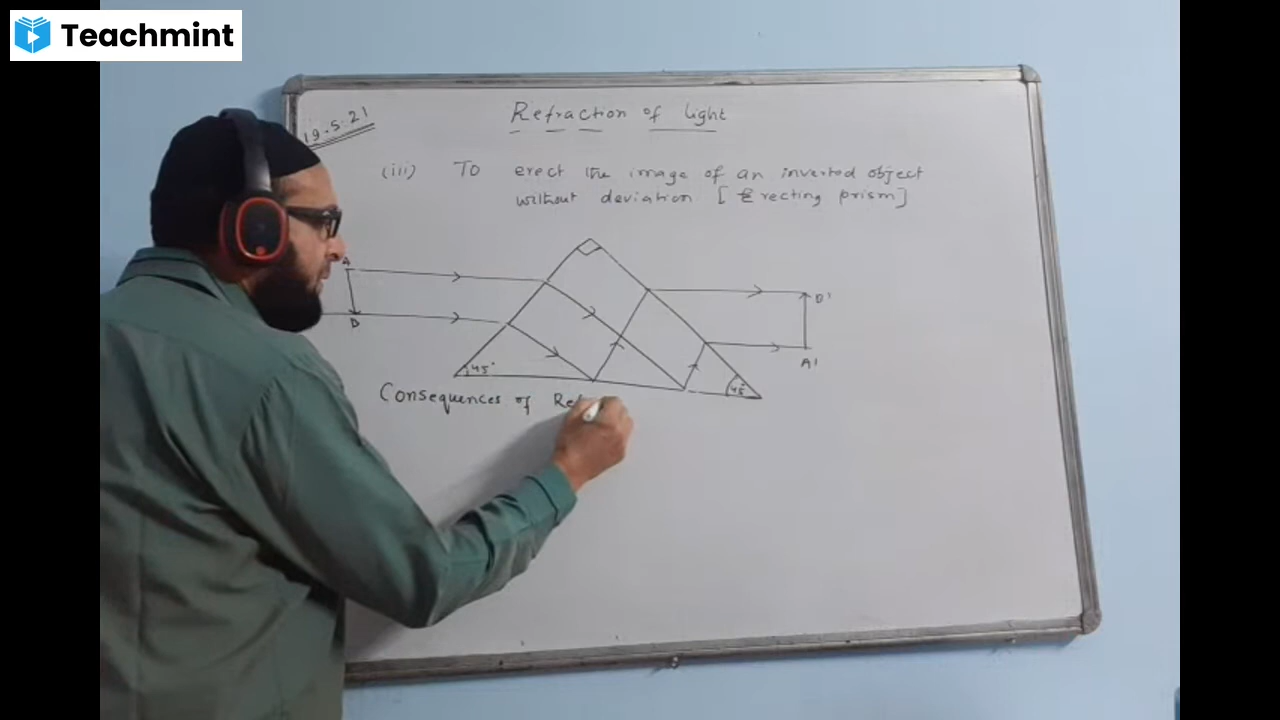 Teachmint
19.5.21
Refraction of light
(iii) To erect the image of an inverted object
without deviation [Erecting prism]
A
B
B'
A'
45°
45°
Consequences of Ref